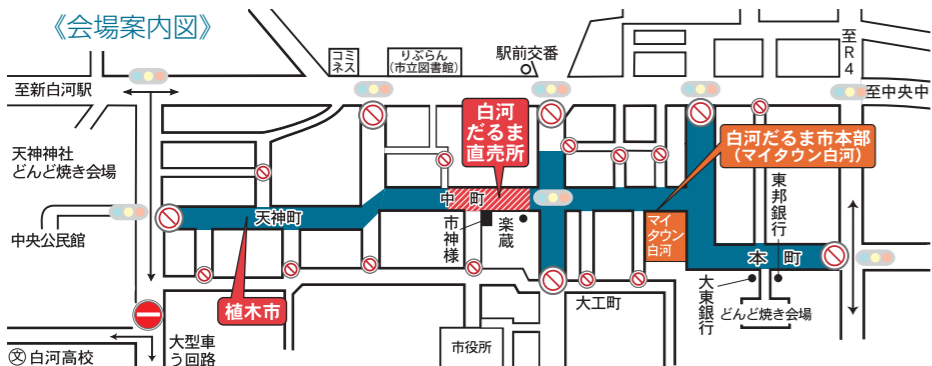 《会場案内図》
コミネス
りぶらん
(市立図書館)
駅前交番
至R4
至新白河駅
至中央中
白河
だるま
直売所
白河だるま市本部
(マイタウン白河)
天神神社
どんど焼き会場
中町
天神町
市神様
楽蔵
マイ
タウン
白河
東邦銀行
中央公民館
本町
植木市
大工町
大東銀行
どんど焼き会場
大型車
う回路
市役所
文
白河高校